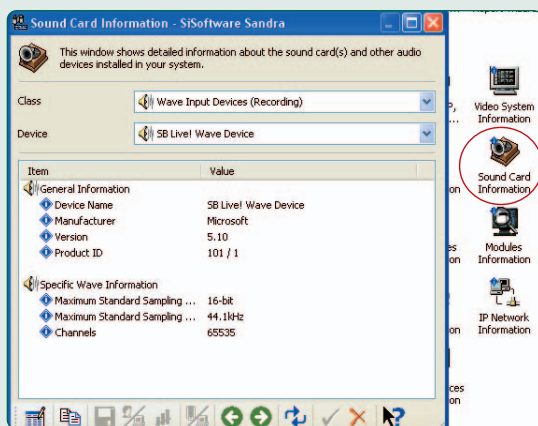 Sound Card Information - SiSoftware Sandra
This window shows detailed information about the sound card(s) and other audio
devices installed in your system.
Class
Wave Input Devices (Recording)
Device
SB Live! Wave Device
Item Value
General Information
Device Name SB Live! Wave Device
Manufacturer Microsoft
Version 5.10
Product ID 101 / 1
Specific Wave Information
Maximum Standard Sampling ... 16-bit
Maximum Standard Sampling ... 44.1kHz
Channels 65535
Video System
Information
Sound Card
Information
Modules
Information
IP Network
Information